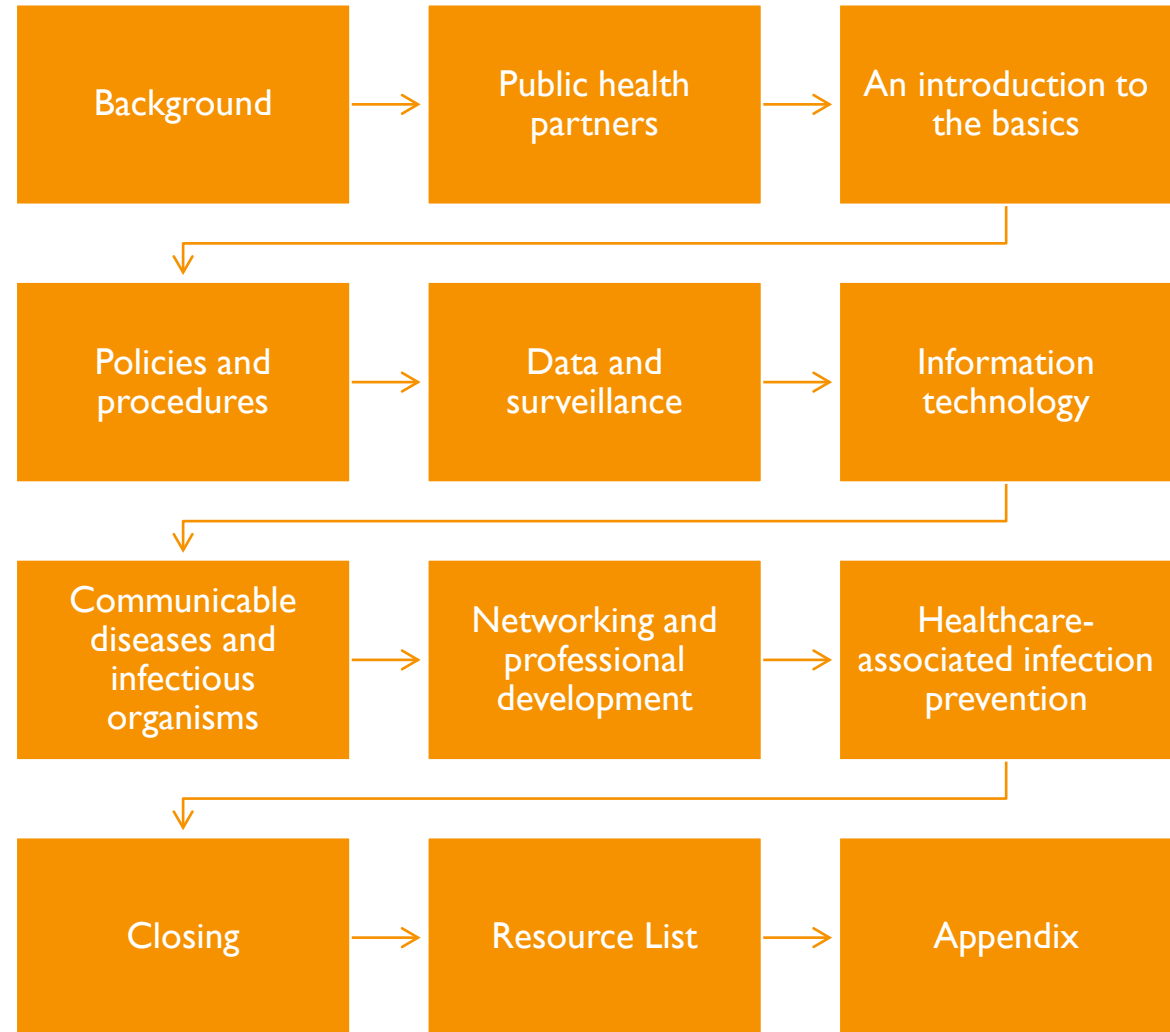 Background
Public health
partners
An introduction to
the basics
Policies and
procedures
Data and
surveillance
Information
technology
Communicable
diseases and
infectious
organisms
Networking and
professional
development
Healthcare-
associated infection
prevention
Closing
Resource List
Appendix